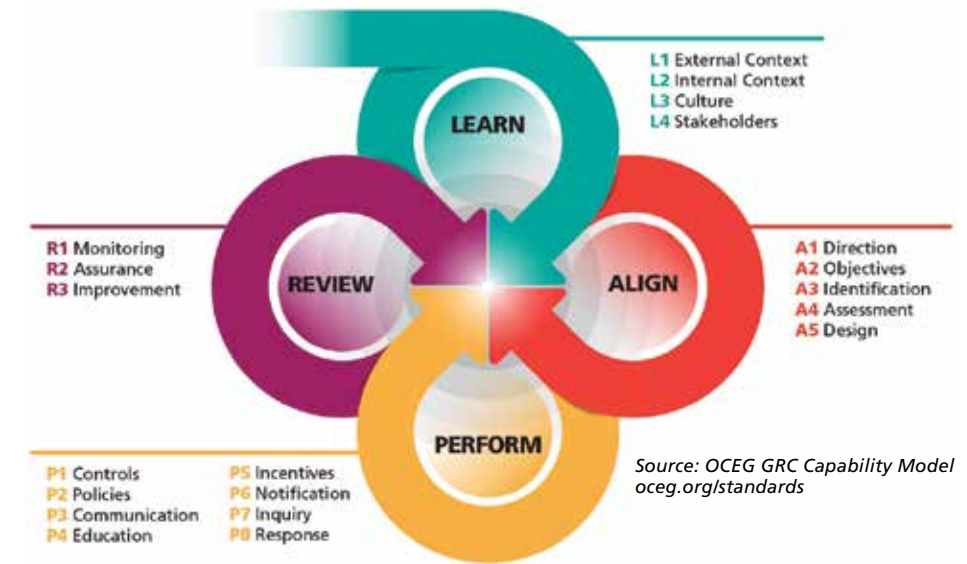 LEARN
L1 External Context
L2 Internal Context
L3 Culture
L4 Stakeholders
REVIEW
R1 Monitoring
R2 Assurance
R3 Improvement
ALIGN
A1 Direction
A2 Objectives
A3 Identification
A4 Assessment
A5 Design
PERFORM
P1 Controls
P2 Policies
P3 Communication
P4 Education
P5 Incentives
P6 Notification
P7 Inquiry
P8 Response
Source: OCEG GRC Capability Model
oceg.org/standards